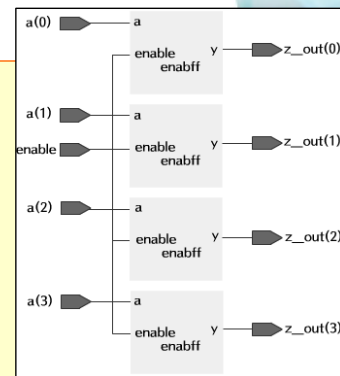 a(0)
a
enable
y
z_out(0)
enabff
a(1)
a
enable
enable
y
z_out(1)
enabff
a(2)
a
enable
y
z_out(2)
enabff
a(3)
a
enable
y
z_out(3)
enabff